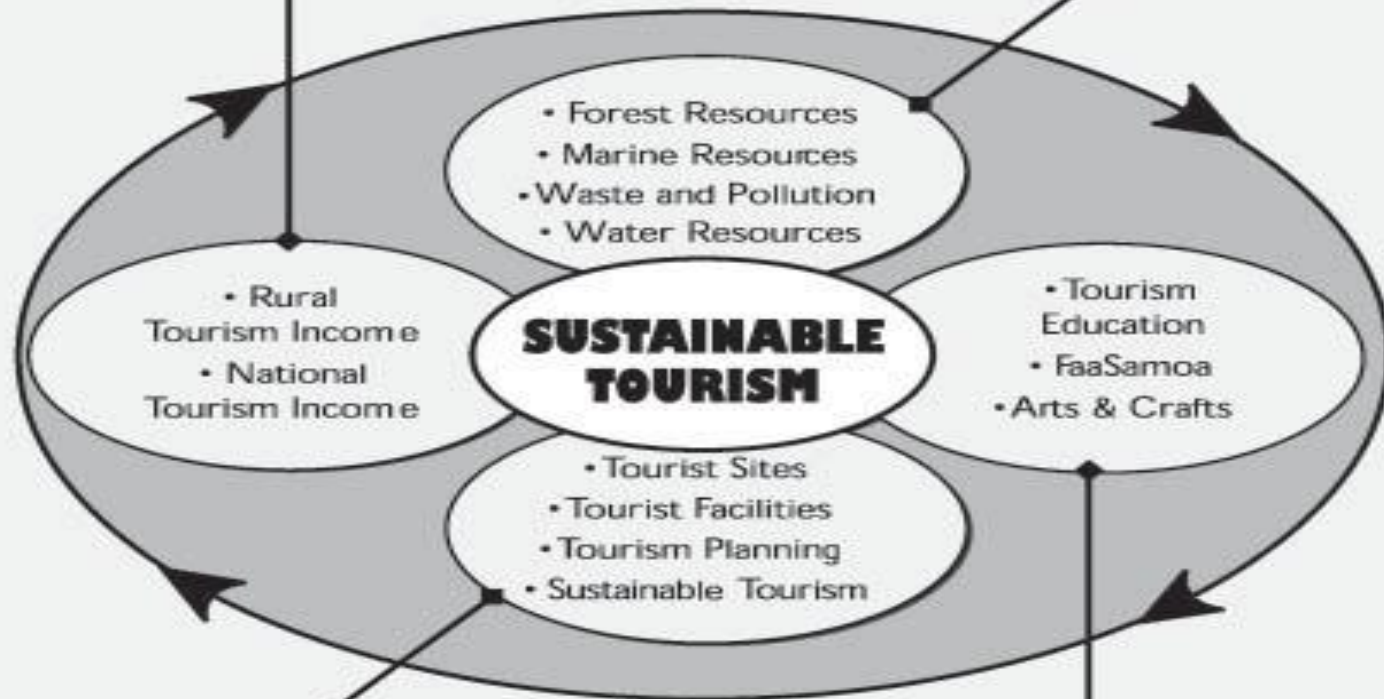 • Forest Resources
• Marine Resources
• Waste and Pollution
• Water Resources
• Rural
Tourism Income
• National
Tourism Income
SUSTAINABLE
TOURISM
• Tourism
Education
• FaaSamoa
• Arts & Crafts
• Tourist Sites
• Tourist Facilities
• Tourism Planning
• Sustainable Tourism